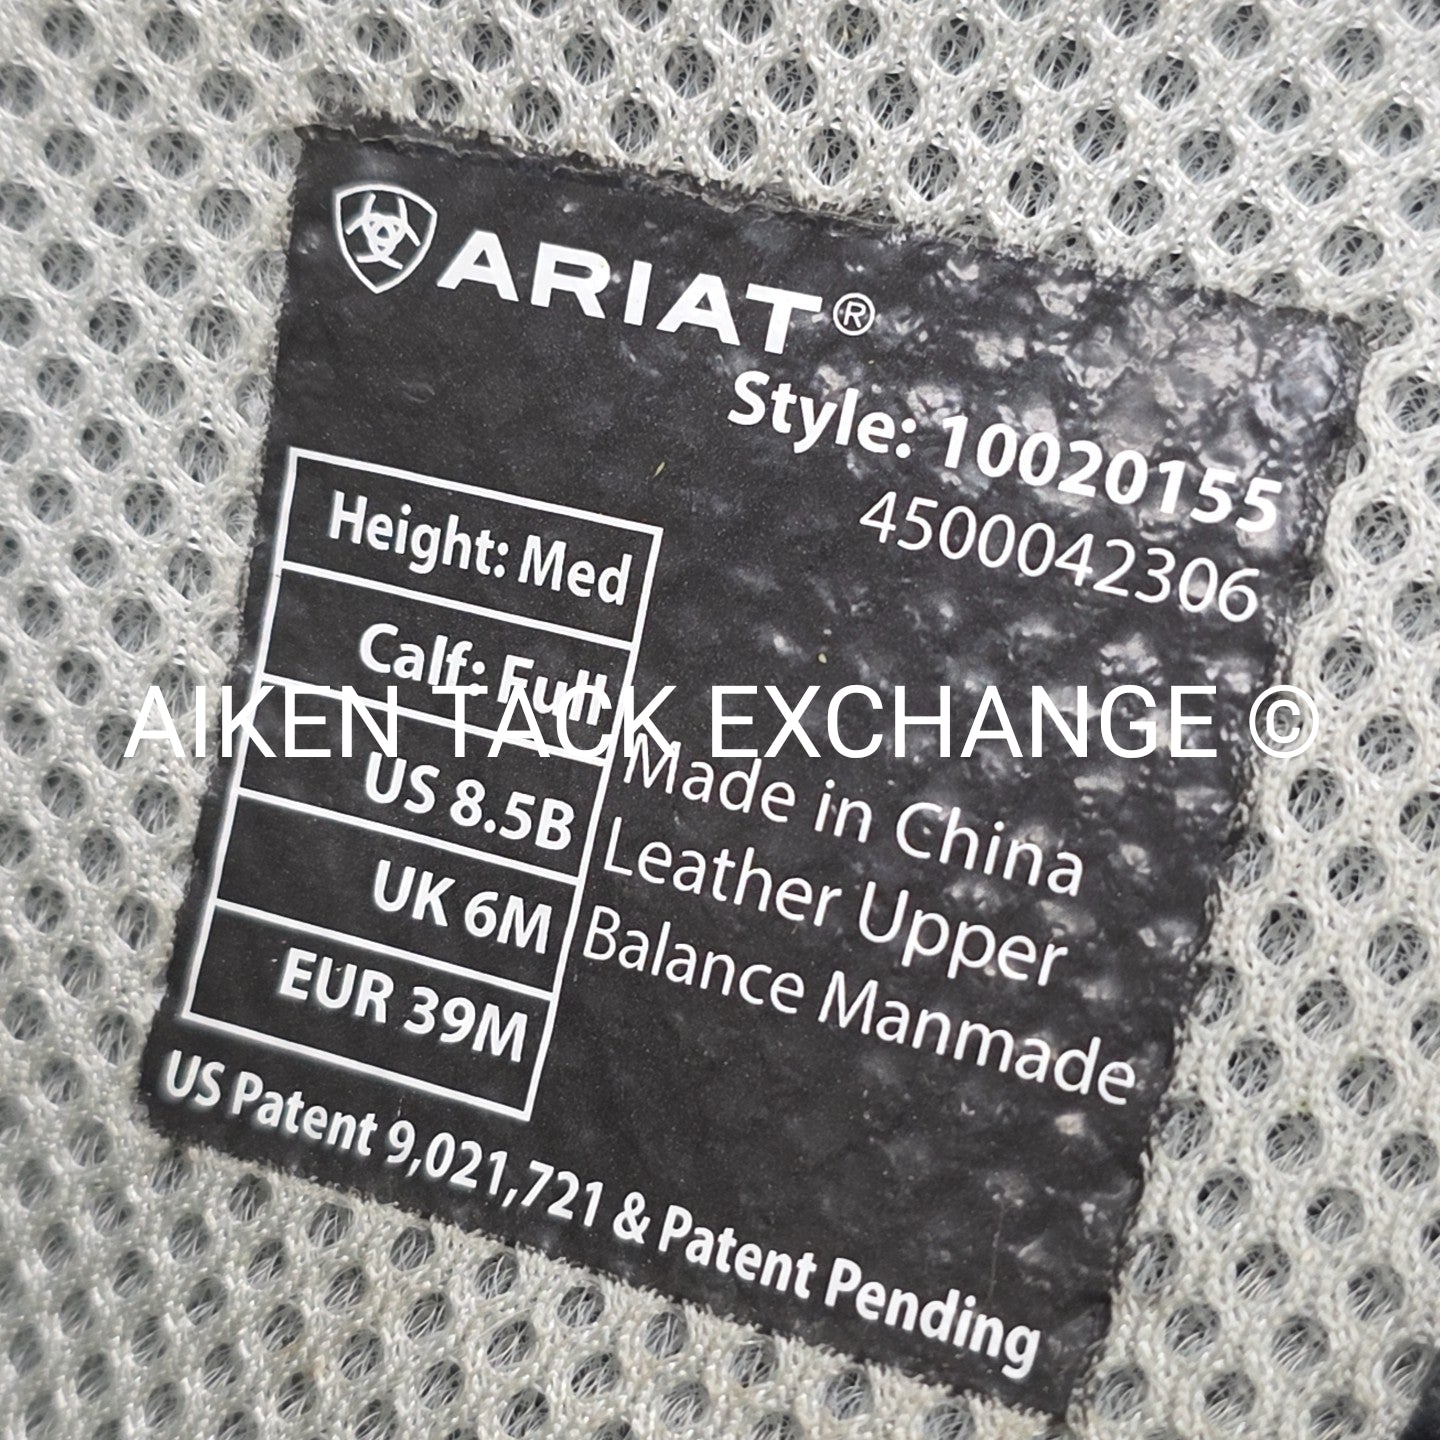 ARIAT®
Style: 10020155
4500042306
Height: Med
Calf: Full
AIKEN TACK EXCHANGE ©
US 8.5B
UK 6M
EUR 39M
Made in China
Leather Upper
Balance Manmade
US Patent 9,021,721 & Patent Pending